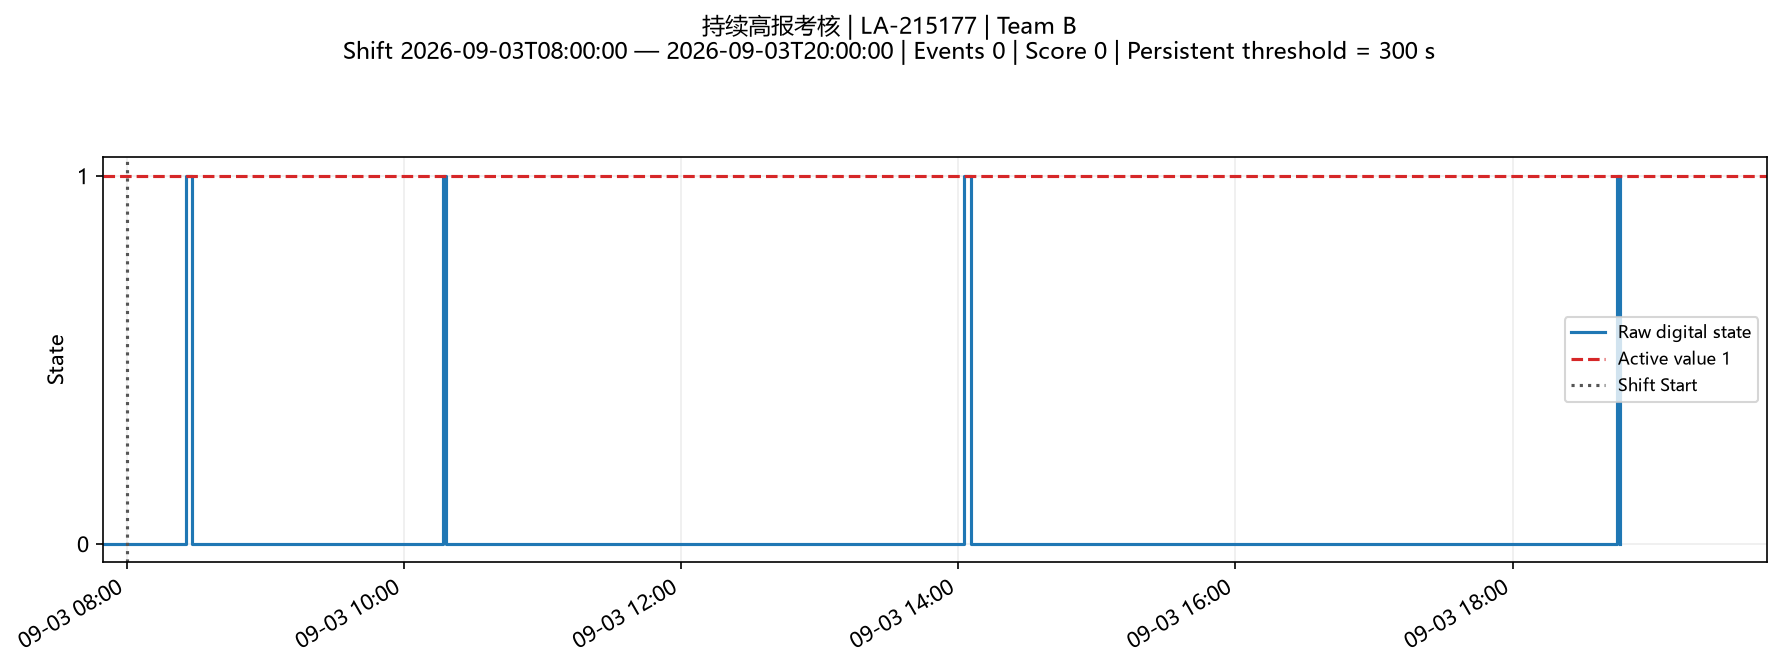 持续高报考核 | LA-215177 | Team B
Shift 2026-09-03T08:00:00 — 2026-09-03T20:00:00 | Events 0 | Score 0 | Persistent threshold = 300 s
State
1
0
Raw digital state
Active value 1
Shift Start
09-03 08:00
09-03 10:00
09-03 12:00
09-03 14:00
09-03 16:00
09-03 18:00